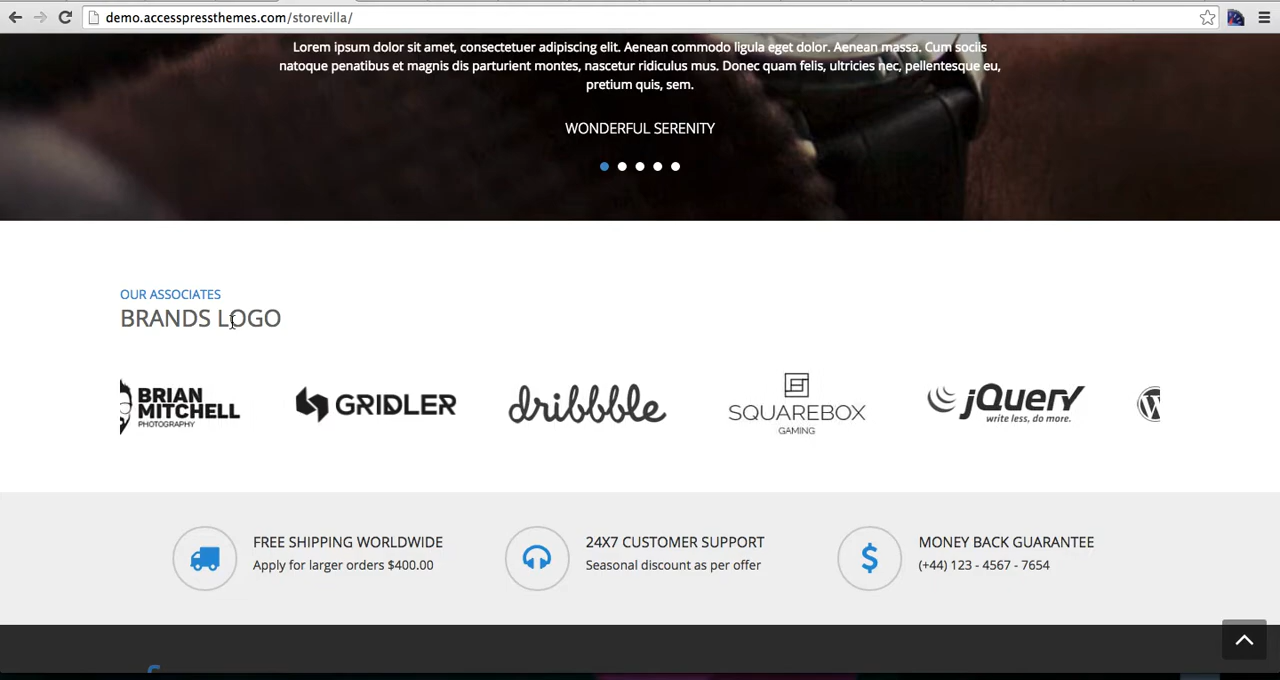 demo.accesspressthemes.com/storevilla/
Lorem ipsum dolor sit amet, consectetuer adipiscing elit. Aenean commodo ligula eget dolor. Aenean massa. Cum sociis
natoque penatibus et magnis dis parturient montes, nascetur ridiculus mus. Donec quam felis, ultricies nec, pellentesque eu,
pretium quis, sem.
WONDERFUL SERENITY
OUR ASSOCIATES
BRANDS LOGO
BRIAN
MITCHELL
PHOTOGRAPHY
GRIDLER
dribbble
SQUAREBOX
GAMING
jQuery
write less, do more.
FREE SHIPPING WORLDWIDE
Apply for larger orders $400.00
24X7 CUSTOMER SUPPORT
Seasonal discount as per offer
MONEY BACK GUARANTEE
(+44) 123 - 4567 - 7654